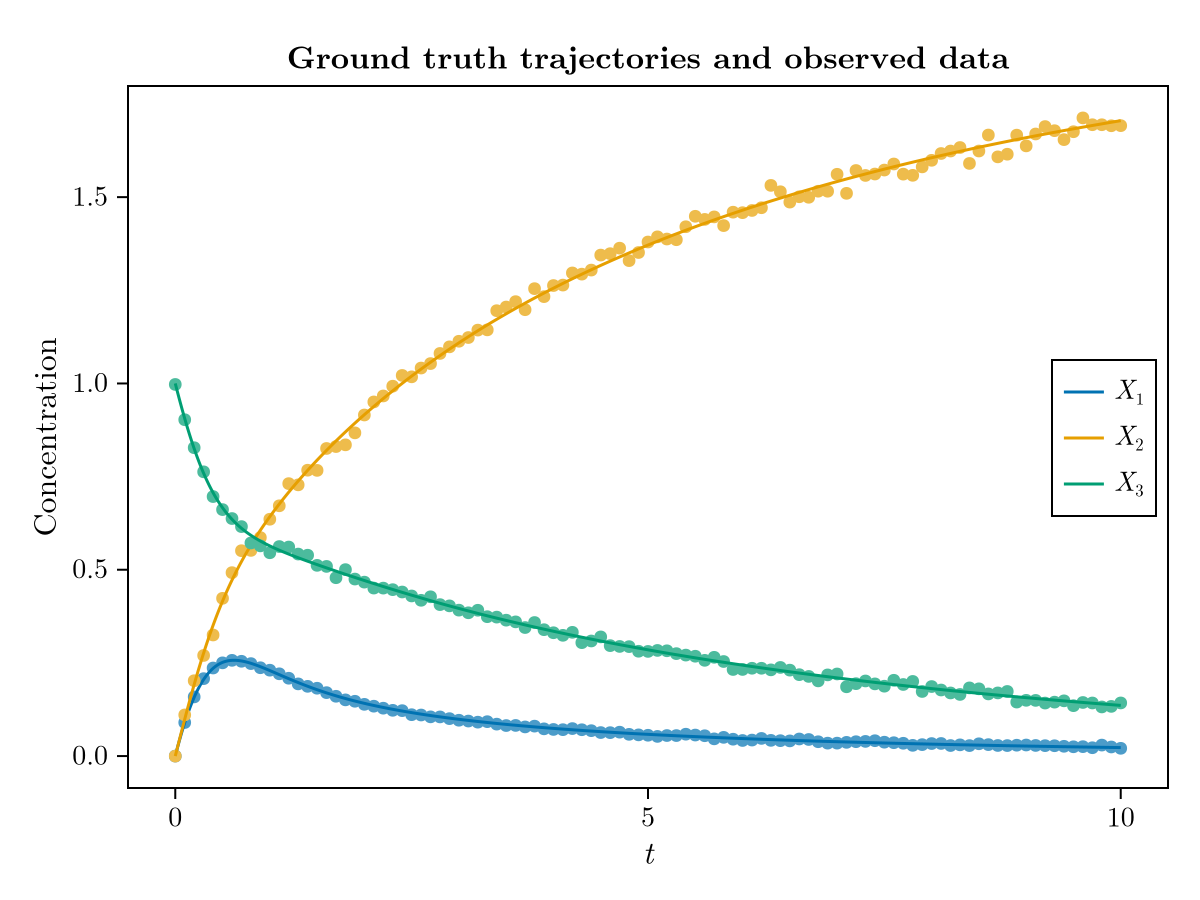 Ground truth trajectories and observed data
Concentration
1.5
1.0
0.5
0.0
0
5
10
t
X₁
X₂
X₃